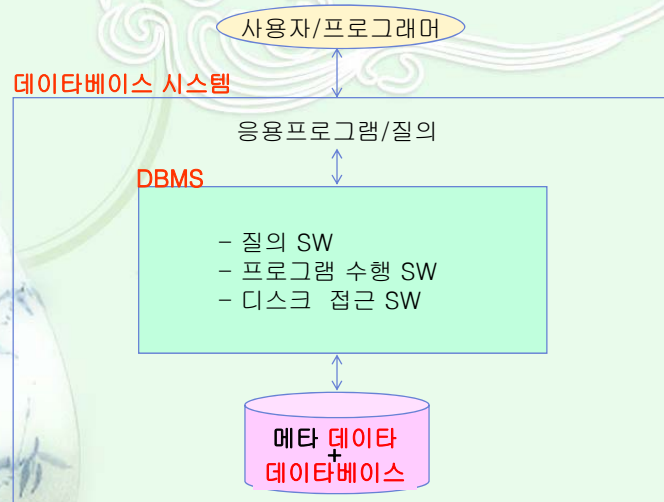 사용자/프로그래머
데이타베이스 시스템
응용프로그램/질의
DBMS
- 질의 SW
- 프로그램 수행 SW
- 디스크 접근 SW
메타 데이타
+
데이타베이스